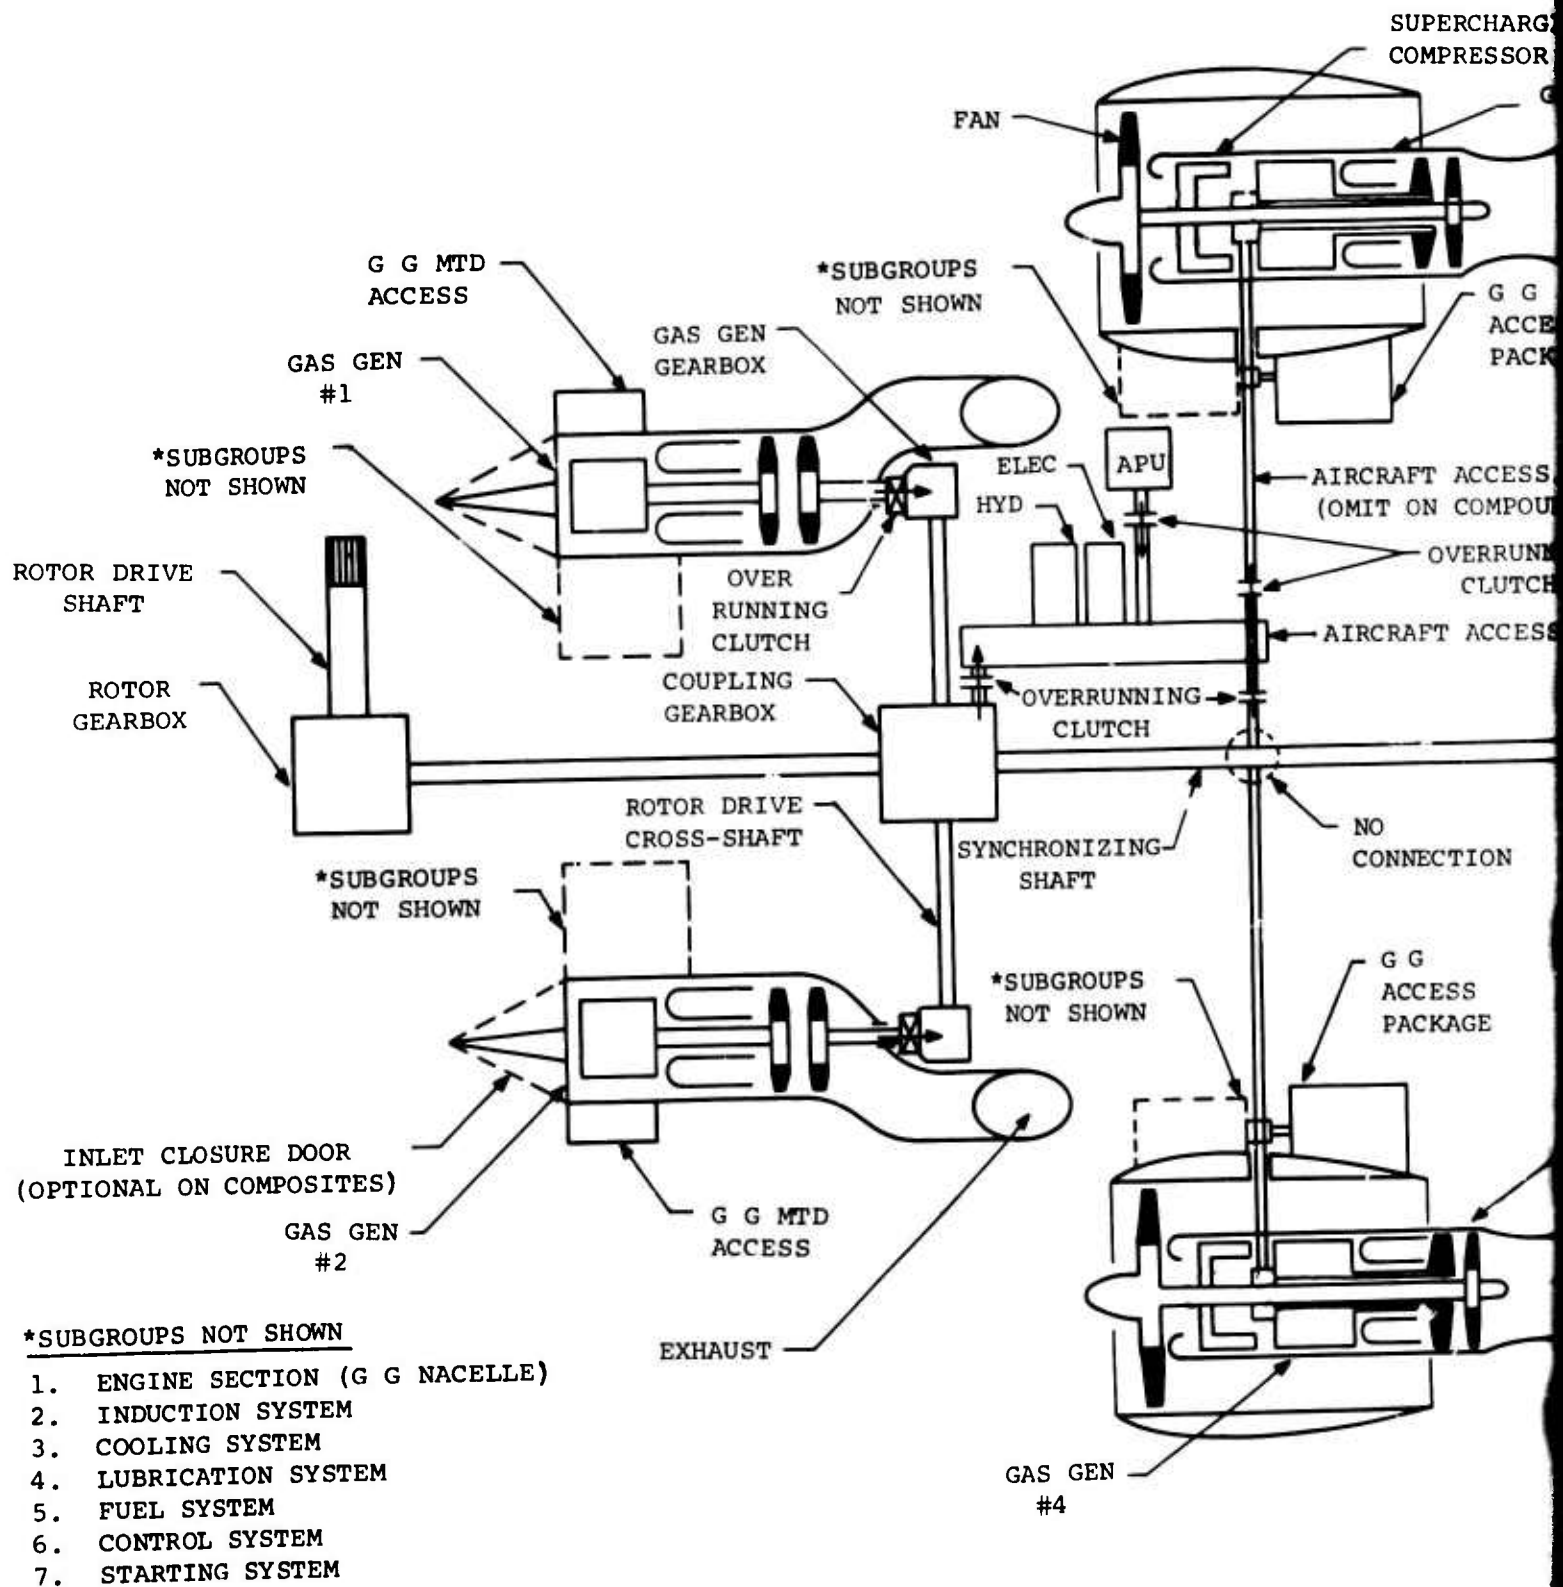 SUPERCHARG
COMPRESSOR
FAN
G G MTD
ACCESS
*SUBGROUPS
NOT SHOWN
G G
ACCE
PACK
GAS GEN
GEARBOX
GAS GEN
#1
*SUBGROUPS
NOT SHOWN
ELEC
APU
HYD
AIRCRAFT ACCESS
(OMIT ON COMPOU
OVERRUNN
CLUTCH
ROTOR DRIVE
SHAFT
OVER
RUNNING
CLUTCH
AIRCRAFT ACCESS
ROTOR
GEARBOX
COUPLING
GEARBOX
OVERRUNNING
CLUTCH
ROTOR DRIVE
CROSS-SHAFT
SYNCHRONIZING
SHAFT
NO
CONNECTION
*SUBGROUPS
NOT SHOWN
*SUBGROUPS
NOT SHOWN
G G
ACCESS
PACKAGE
INLET CLOSURE DOOR
(OPTIONAL ON COMPOSITES)
GAS GEN
#2
G G MTD
ACCESS
EXHAUST
GAS GEN
#4
*SUBGROUPS NOT SHOWN
1. ENGINE SECTION (G G NACELLE)
2. INDUCTION SYSTEM
3. COOLING SYSTEM
4. LUBRICATION SYSTEM
5. FUEL SYSTEM
6. CONTROL SYSTEM
7. STARTING SYSTEM